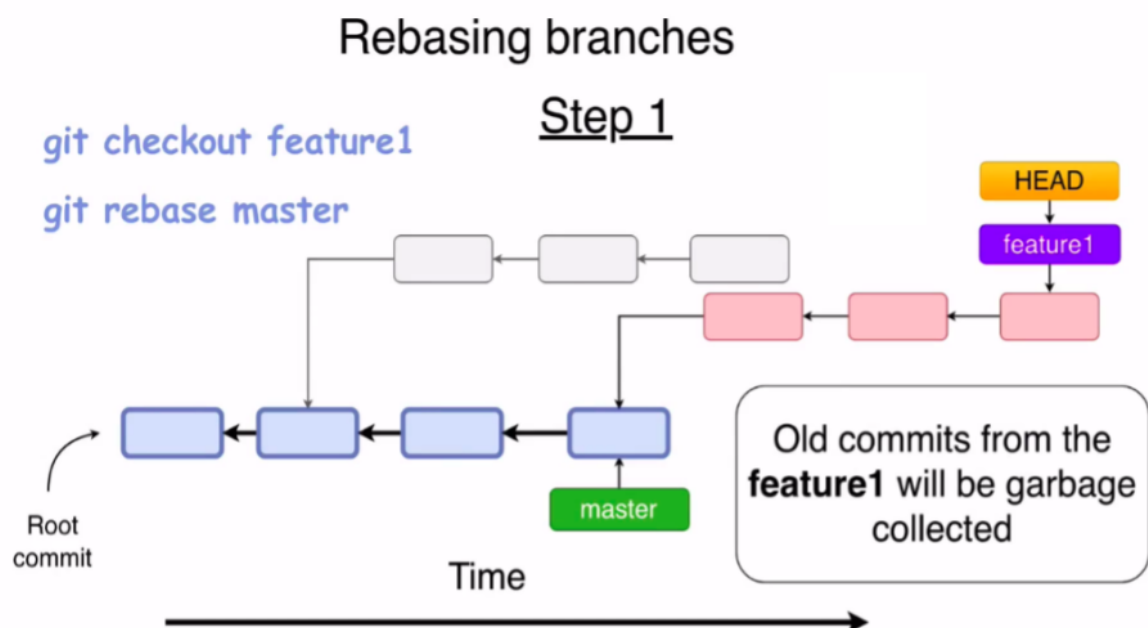 Rebasing branches
Step 1
git checkout feature1
git rebase master
HEAD
feature1
Old commits from the
feature1 will be garbage
collected
master
Root
commit
Time